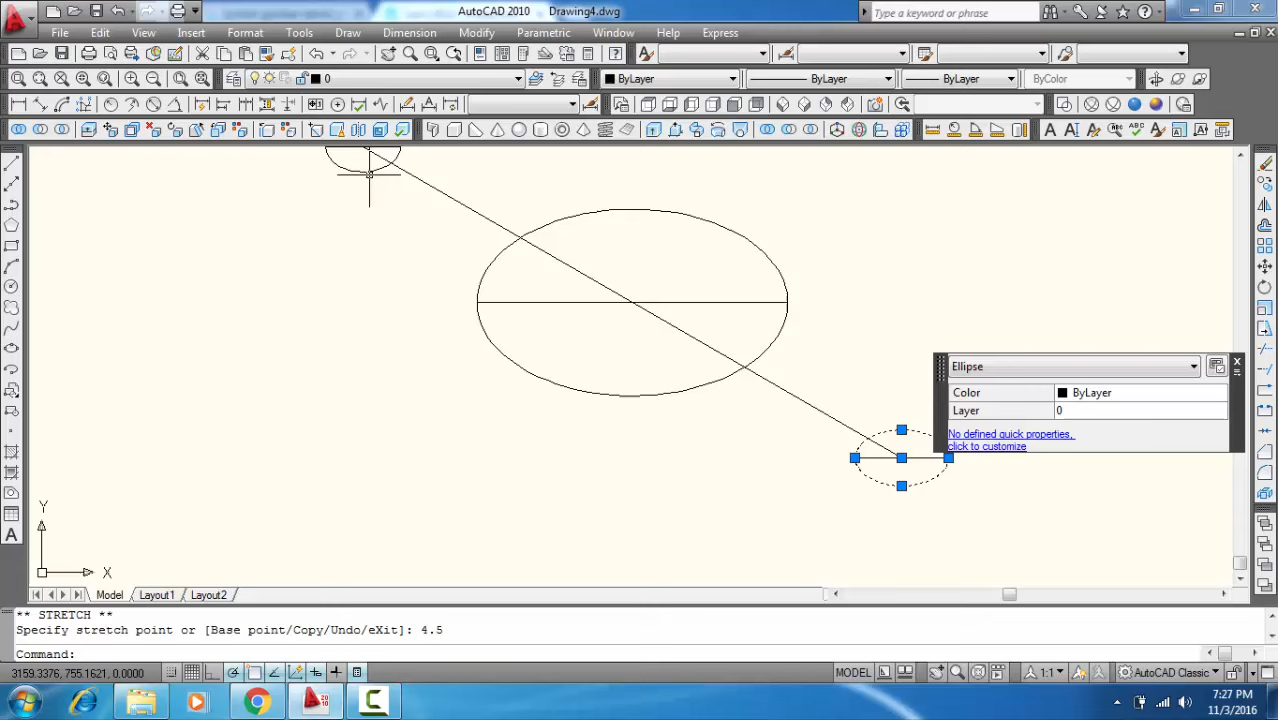 AutoCAD 2010 Drawing4.dwg
Type a keyword or phrase
File Edit View Insert Format Tools Draw Dimension Modify Parametric Window Help Express
0
ByLayer
ByLayer
ByLayer
ByColor
Ellipse
Color ByLayer
Layer 0
No defined quick properties,
click to customize
Y
X
Model Layout1 Layout2
** STRETCH **
Specify stretch point or [Base point/Copy/Undo/eXit]: 4.5
Command:
3159.3376, 755.1621, 0.0000
MODEL
1:1
AutoCAD Classic
7:27 PM
11/3/2016